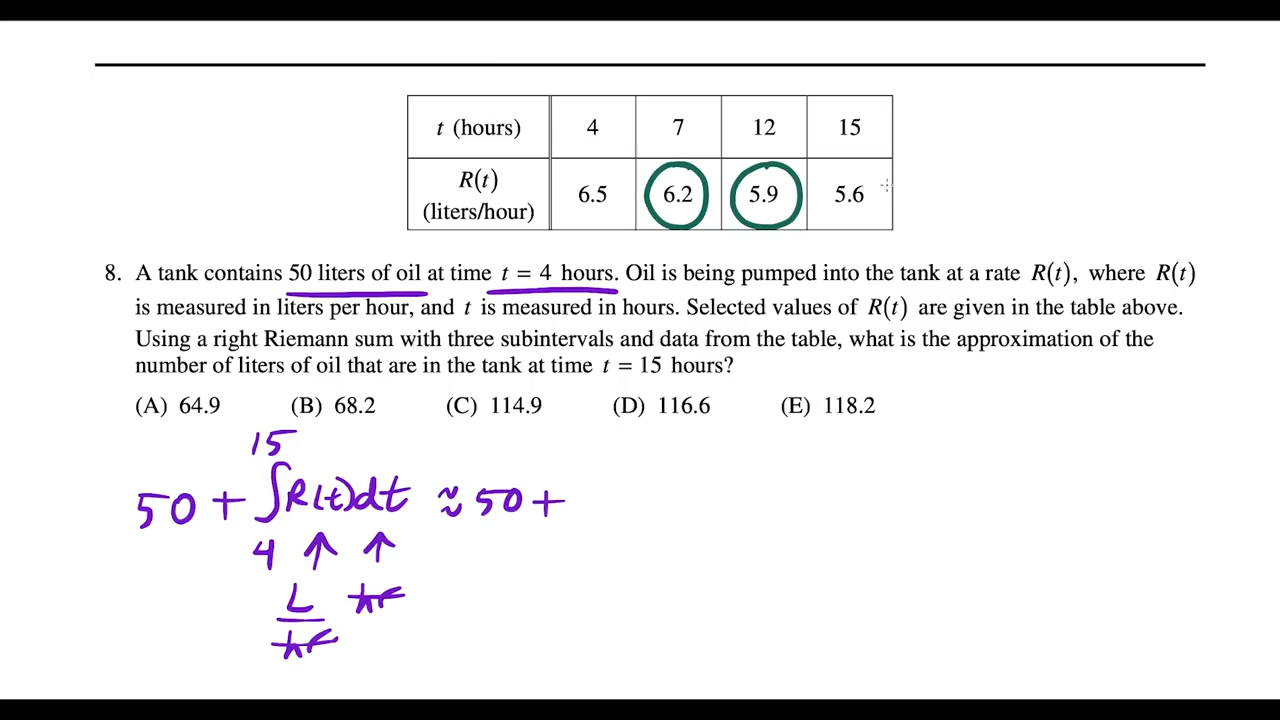 t (hours) 4 7 12 15
R(t) (liters/hour) 6.5 6.2 5.9 5.6
8. A tank contains 50 liters of oil at time t = 4 hours. Oil is being pumped into the tank at a rate R(t), where R(t)
is measured in liters per hour, and t is measured in hours. Selected values of R(t) are given in the table above.
Using a right Riemann sum with three subintervals and data from the table, what is the approximation of the
number of liters of oil that are in the tank at time t = 15 hours?
(A) 64.9 (B) 68.2 (C) 114.9 (D) 116.6 (E) 118.2
15
50 + ∫R(t)dt ≈ 50 +
4 ↑ ↑
L hr
hr